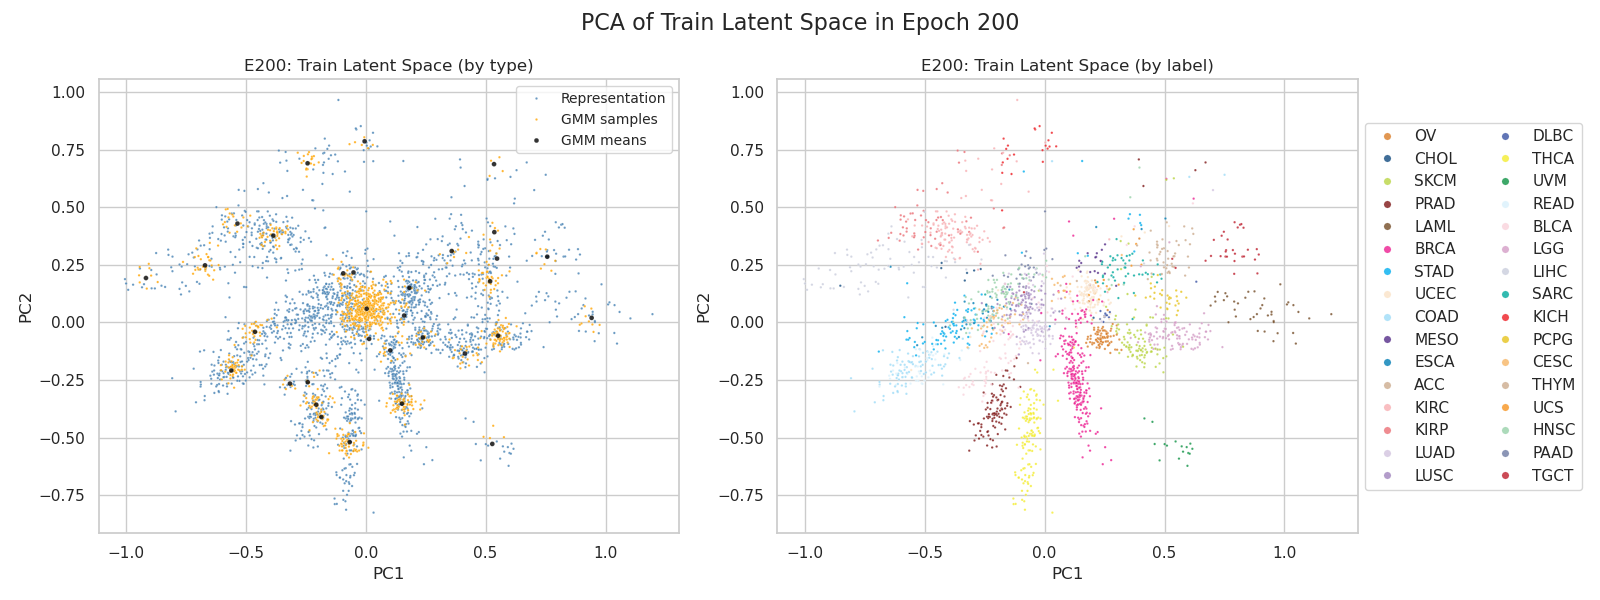 PCA of Train Latent Space in Epoch 200
E200: Train Latent Space (by type)
1.00
0.75
0.50
0.25
0.00
−0.25
−0.50
−0.75
PC2
−1.0
−0.5
0.0
0.5
1.0
PC1
Representation
GMM samples
GMM means
E200: Train Latent Space (by label)
1.00
0.75
0.50
0.25
0.00
−0.25
−0.50
−0.75
PC2
−1.0
−0.5
0.0
0.5
1.0
PC1
OV
CHOL
SKCM
PRAD
LAML
BRCA
STAD
UCEC
COAD
MESO
ESCA
ACC
KIRC
KIRP
LUAD
LUSC
DLBC
THCA
UVM
READ
BLCA
LGG
LIHC
SARC
KICH
PCPG
CESC
THYM
UCS
HNSC
PAAD
TGCT